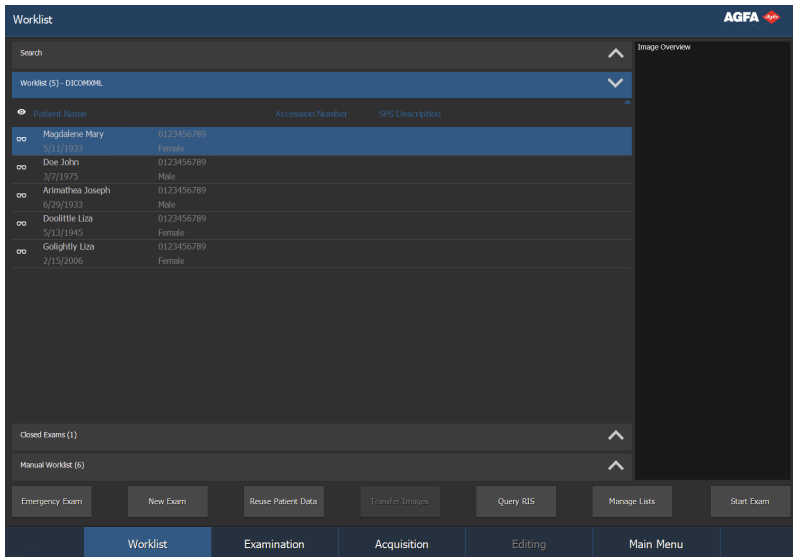 Worklist
AGFA Agfa
Search
Image Overview
Worklist (5) - DICOMXML
Patient Name Accession Number SPS Description
Magdalene Mary 0123456789
5/11/1933 Female
Doe John 0123456789
3/7/1975 Male
Arimathea Joseph 0123456789
6/29/1933 Male
Doolittle Liza 0123456789
5/13/1945 Female
Golightly Liza 0123456789
2/15/2006 Female
Closed Exams (1)
Manual Worklist (6)
Emergency Exam New Exam Reuse Patient Data Transfer Images Query RIS Manage Lists Start Exam
Worklist Examination Acquisition Editing Main Menu